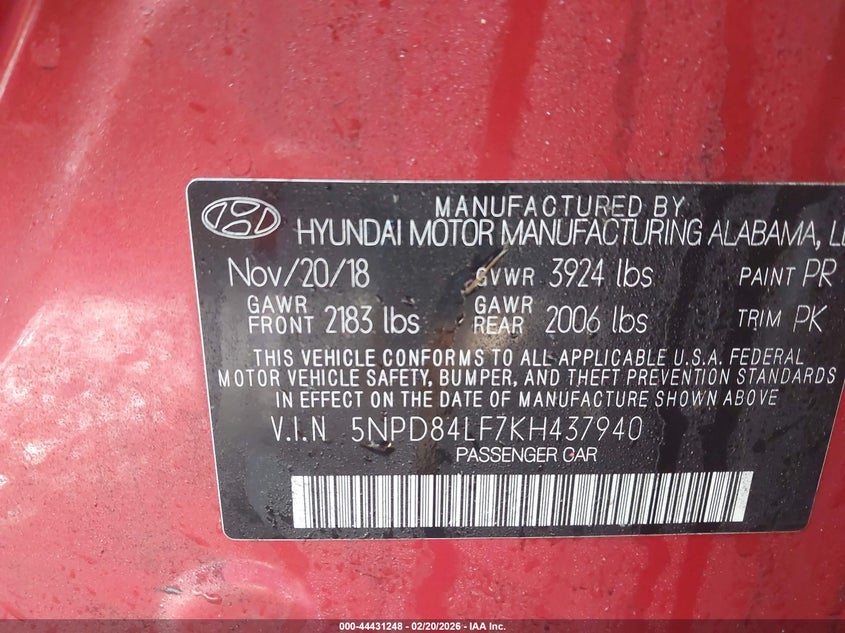 MANUFACTURED BY
HYUNDAI MOTOR MANUFACTURING ALABAMA,
Nov/20/18 GVWR 3924 lbs PAINT PR
GAWR FRONT 2183 lbs GAWR REAR 2006 lbs TRIM PK
THIS VEHICLE CONFORMS TO ALL APPLICABLE U.S.A. FEDERAL
MOTOR VEHICLE SAFETY, BUMPER, AND THEFT PREVENTION STANDARDS
IN EFFECT ON THE DATE OF MANUFACTURE SHOWN ABOVE
V.I.N 5NPD84LF7KH437940
PASSENGER CAR
000-44431248 - 02/20/2026 - IAA Inc.